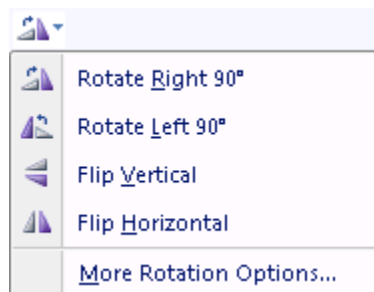 Rotate Right 90°
Rotate Left 90°
Flip Vertical
Flip Horizontal
More Rotation Options...